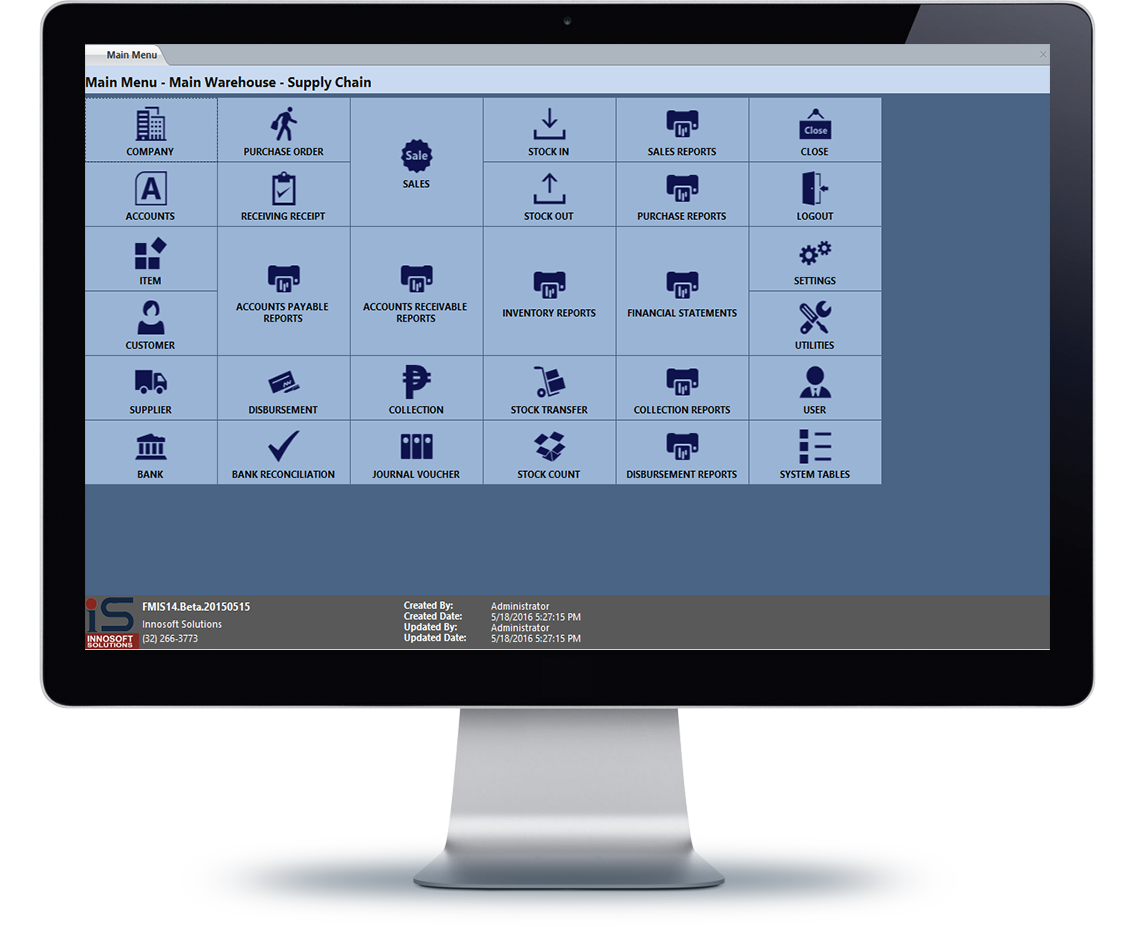 Main Menu
Main Menu - Main Warehouse - Supply Chain
COMPANY
PURCHASE ORDER
Sale
SALES
STOCK IN
SALES REPORTS
Close
CLOSE
A
ACCOUNTS
RECEIVING RECEIPT
STOCK OUT
PURCHASE REPORTS
LOGOUT
ITEM
ACCOUNTS PAYABLE
REPORTS
ACCOUNTS RECEIVABLE
REPORTS
INVENTORY REPORTS
FINANCIAL STATEMENTS
SETTINGS
CUSTOMER
UTILITIES
SUPPLIER
DISBURSEMENT
COLLECTION
STOCK TRANSFER
COLLECTION REPORTS
USER
BANK
BANK RECONCILIATION
JOURNAL VOUCHER
STOCK COUNT
DISBURSEMENT REPORTS
SYSTEM TABLES
iS
INNOSOFT
SOLUTIONS
FMIS14.Beta.20150515
Innosoft Solutions
(32) 266-3773
Created By: Administrator
Created Date: 5/18/2016 5:27:15 PM
Updated By: Administrator
Updated Date: 5/18/2016 5:27:15 PM